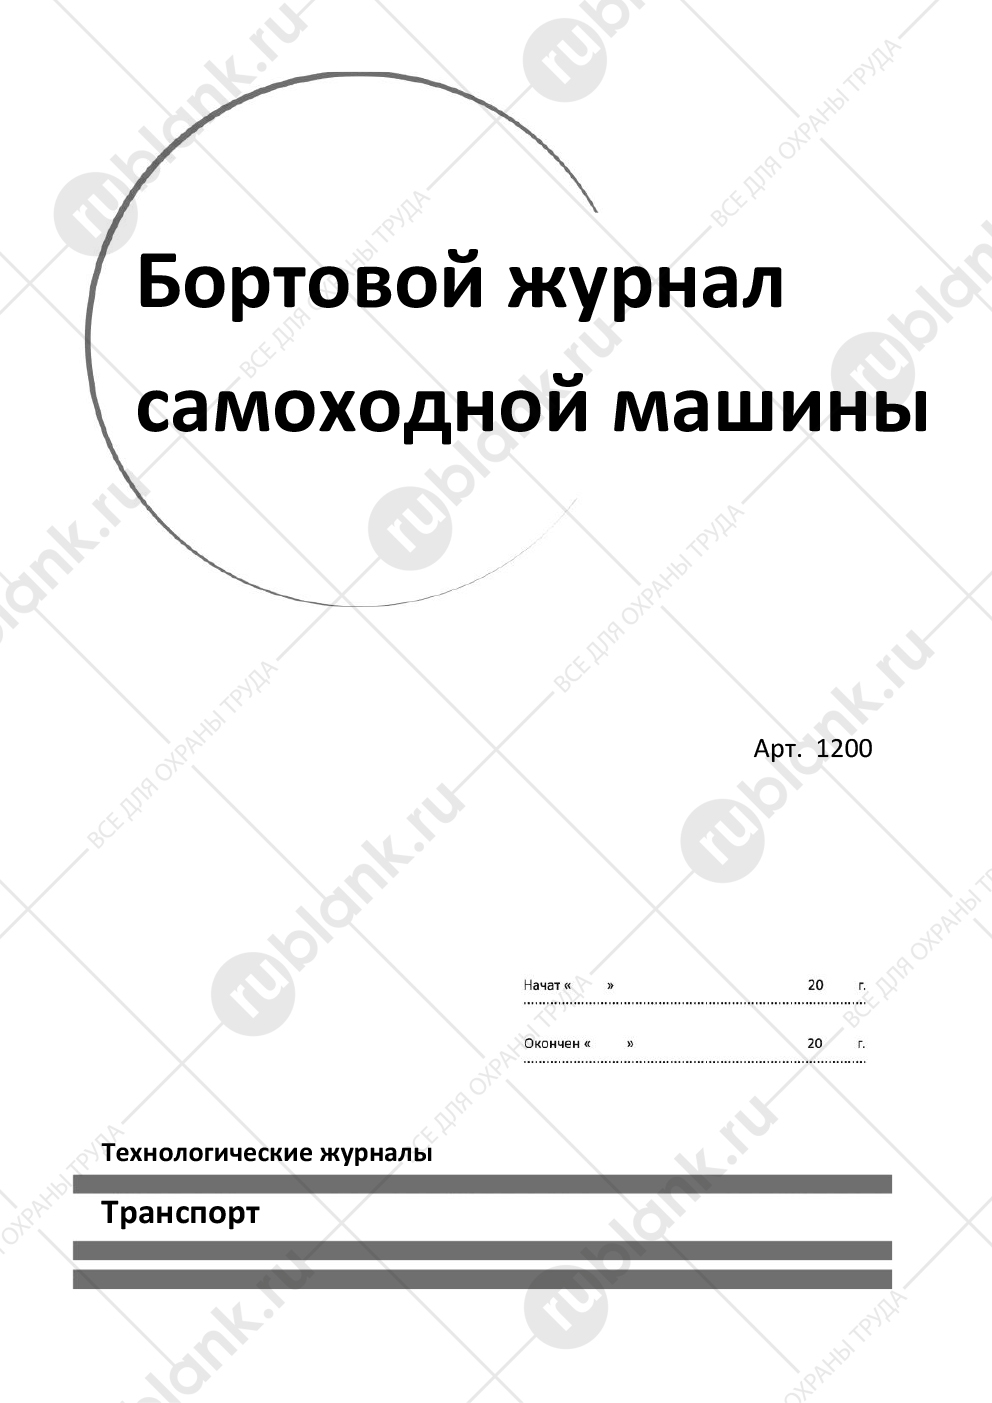 Бортовой журнал
самоходной машины
Арт. 1200
Начат « » 20 г.
Окончен « » 20 г.
Технологические журналы
Транспорт
rublank.ru
ВСЕ ДЛЯ ОХРАНЫ ТРУДА